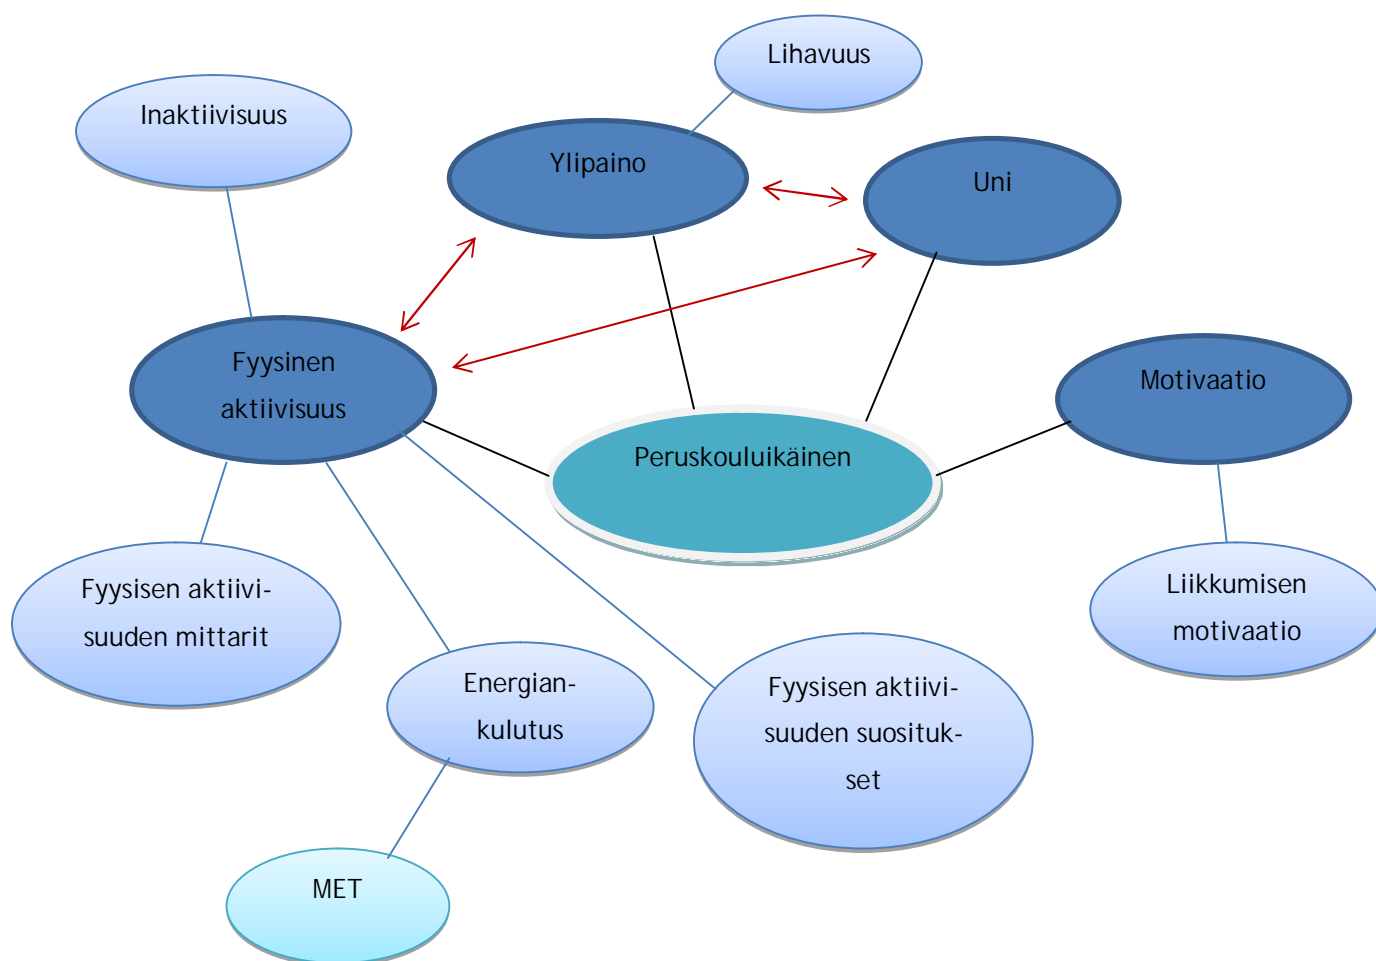 Lihavuus
Inaktiivisuus
Ylipaino
Uni
Fyysinen
aktiivisuus
Motivaatio
Peruskouluikäinen
Fyysisen aktiivi-
suuden mittarit
Liikkumisen
motivaatio
Energian-
kulutus
Fyysisen aktiivi-
suuden suosituk-
set
MET